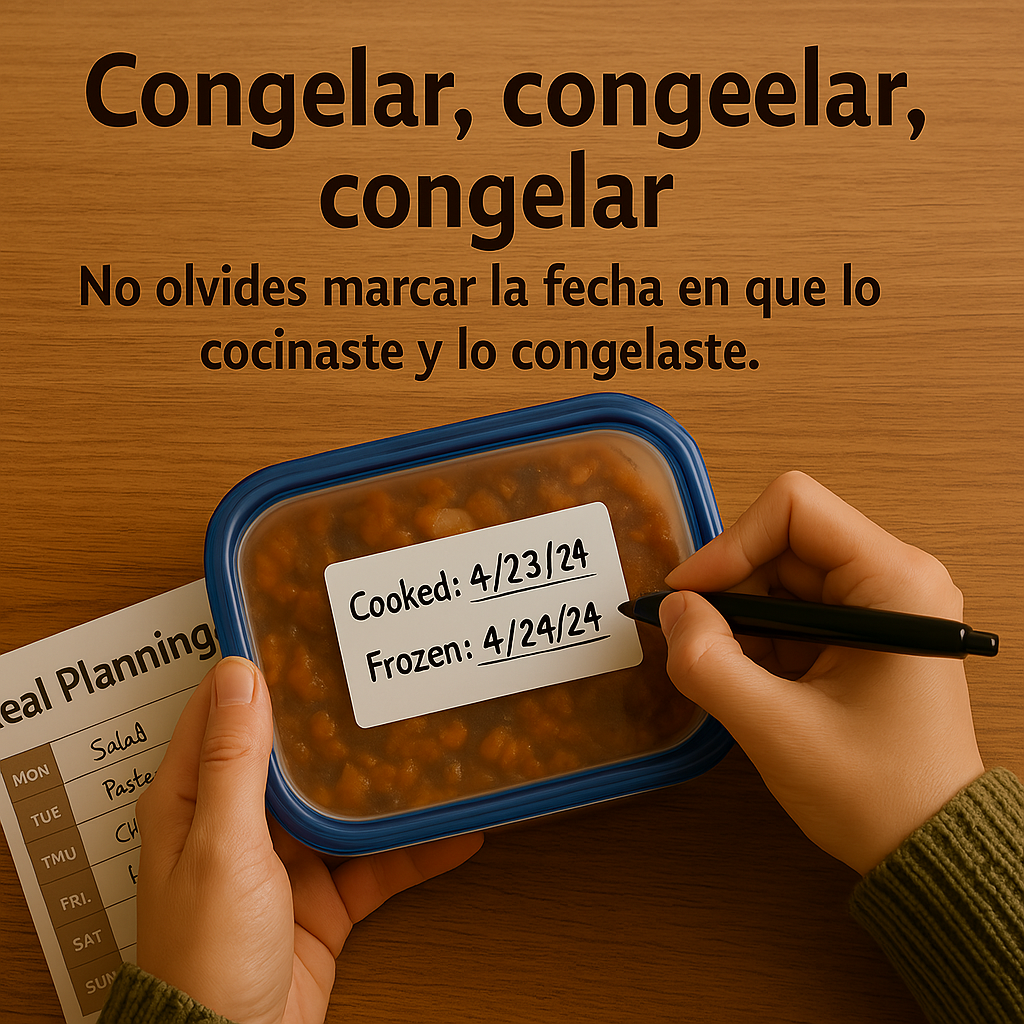 Congelar, congeelar,
congelar
No olvides marcar la fecha en que lo
cocinaste y lo congelaste.
Cooked: 4/23/24
Frozen: 4/24/24
eal Planning
MON Salad
TUE
TMU
FRI.
SAT
SUN